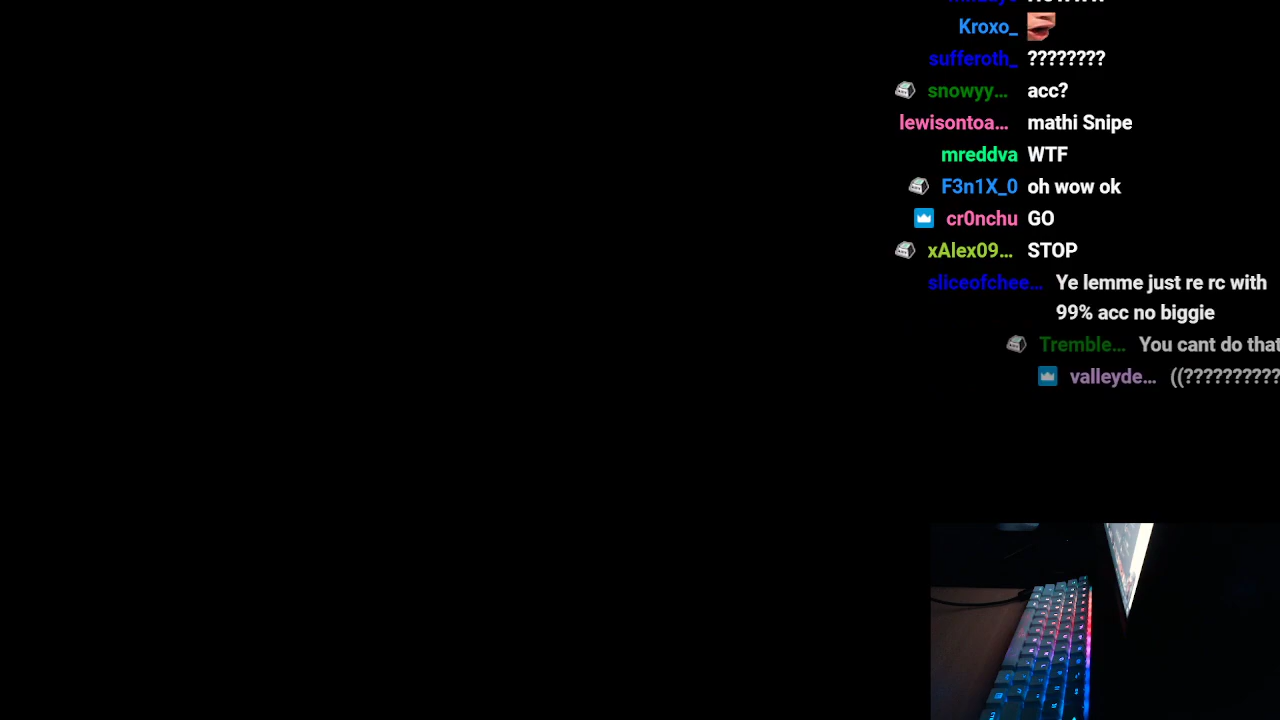 Kroxo_
sufferoth_ ????????
snowyy... acc?
lewisontoa... mathi Snipe
mreddva WTF
F3n1X_0 oh wow ok
cr0nchu GO
xAlex09... STOP
sliceofchee... Ye lemme just re rc with
99% acc no biggie
Tremble... You cant do that
valleyde... ((??????????